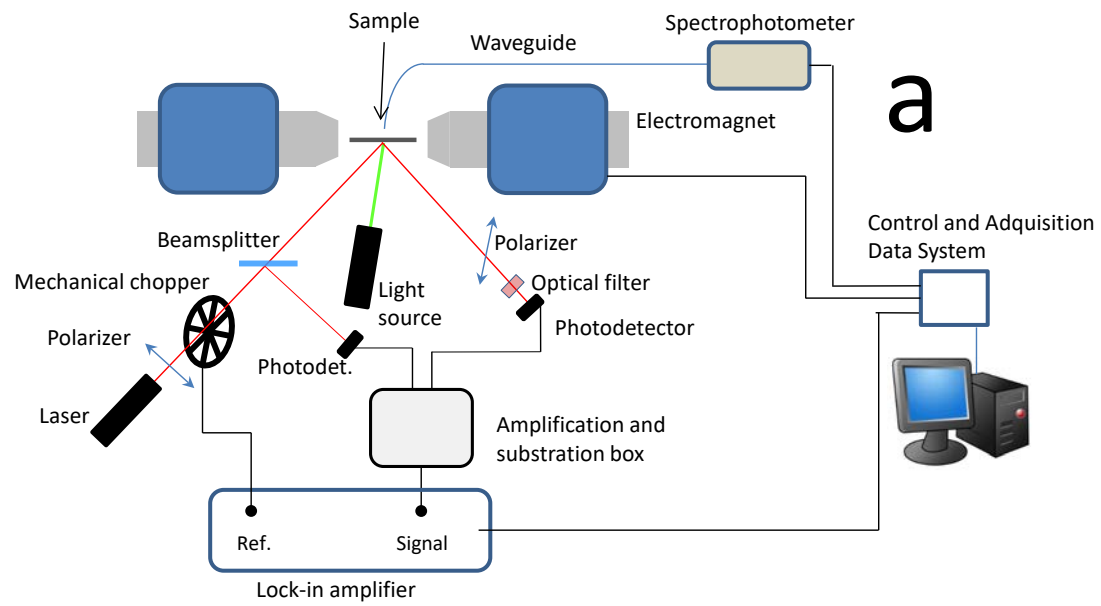 Sample
Waveguide
Spectrophotometer
a
Electromagnet
Control and Adquisition
Data System
Beamsplitter
Polarizer
Mechanical chopper
Light
source
Optical filter
Photodetector
Polarizer
Photodet.
Laser
Amplification and
substration box
Ref.
Signal
Lock-in amplifier